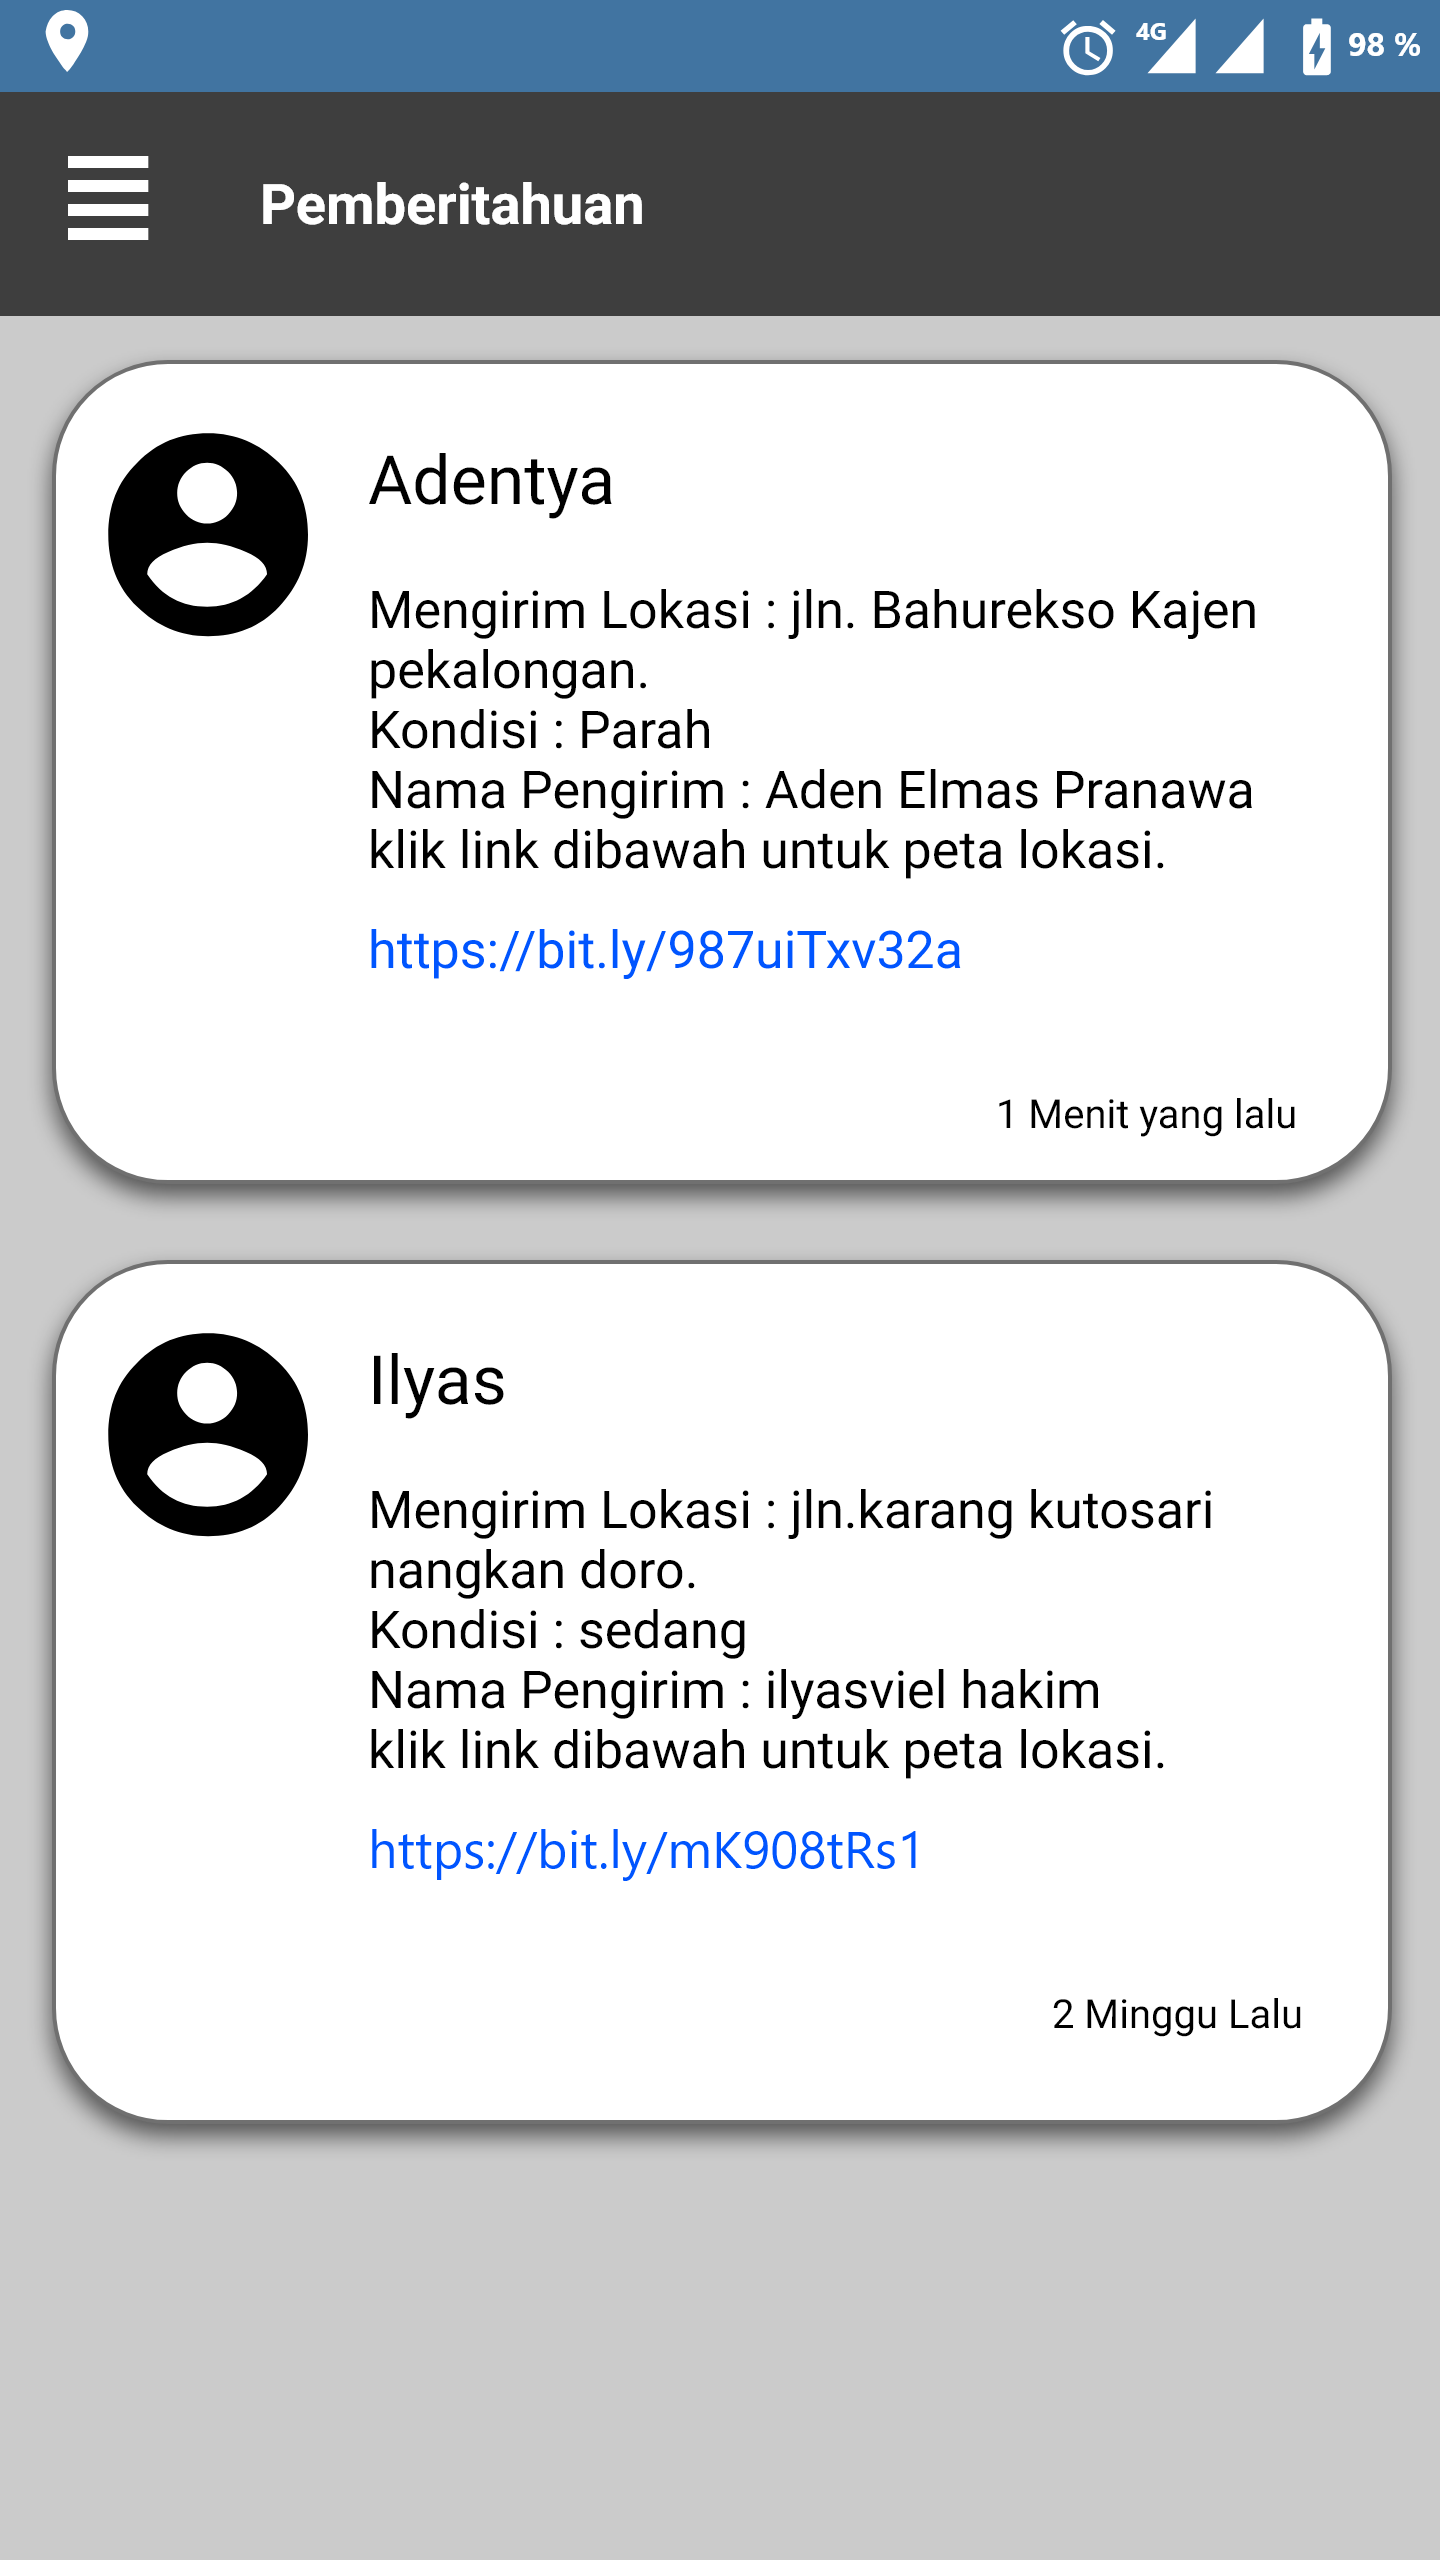 4G 98 %
Pemberitahuan
Adentya
Mengirim Lokasi : jln. Bahurekso Kajen
pekalongan.
Kondisi : Parah
Nama Pengirim : Aden Elmas Pranawa
klik link dibawah untuk peta lokasi.
https://bit.ly/987uiTxv32a
1 Menit yang lalu
Ilyas
Mengirim Lokasi : jln.karang kutosari
nangkan doro.
Kondisi : sedang
Nama Pengirim : ilyasviel hakim
klik link dibawah untuk peta lokasi.
https://bit.ly/mK908tRs1
2 Minggu Lalu